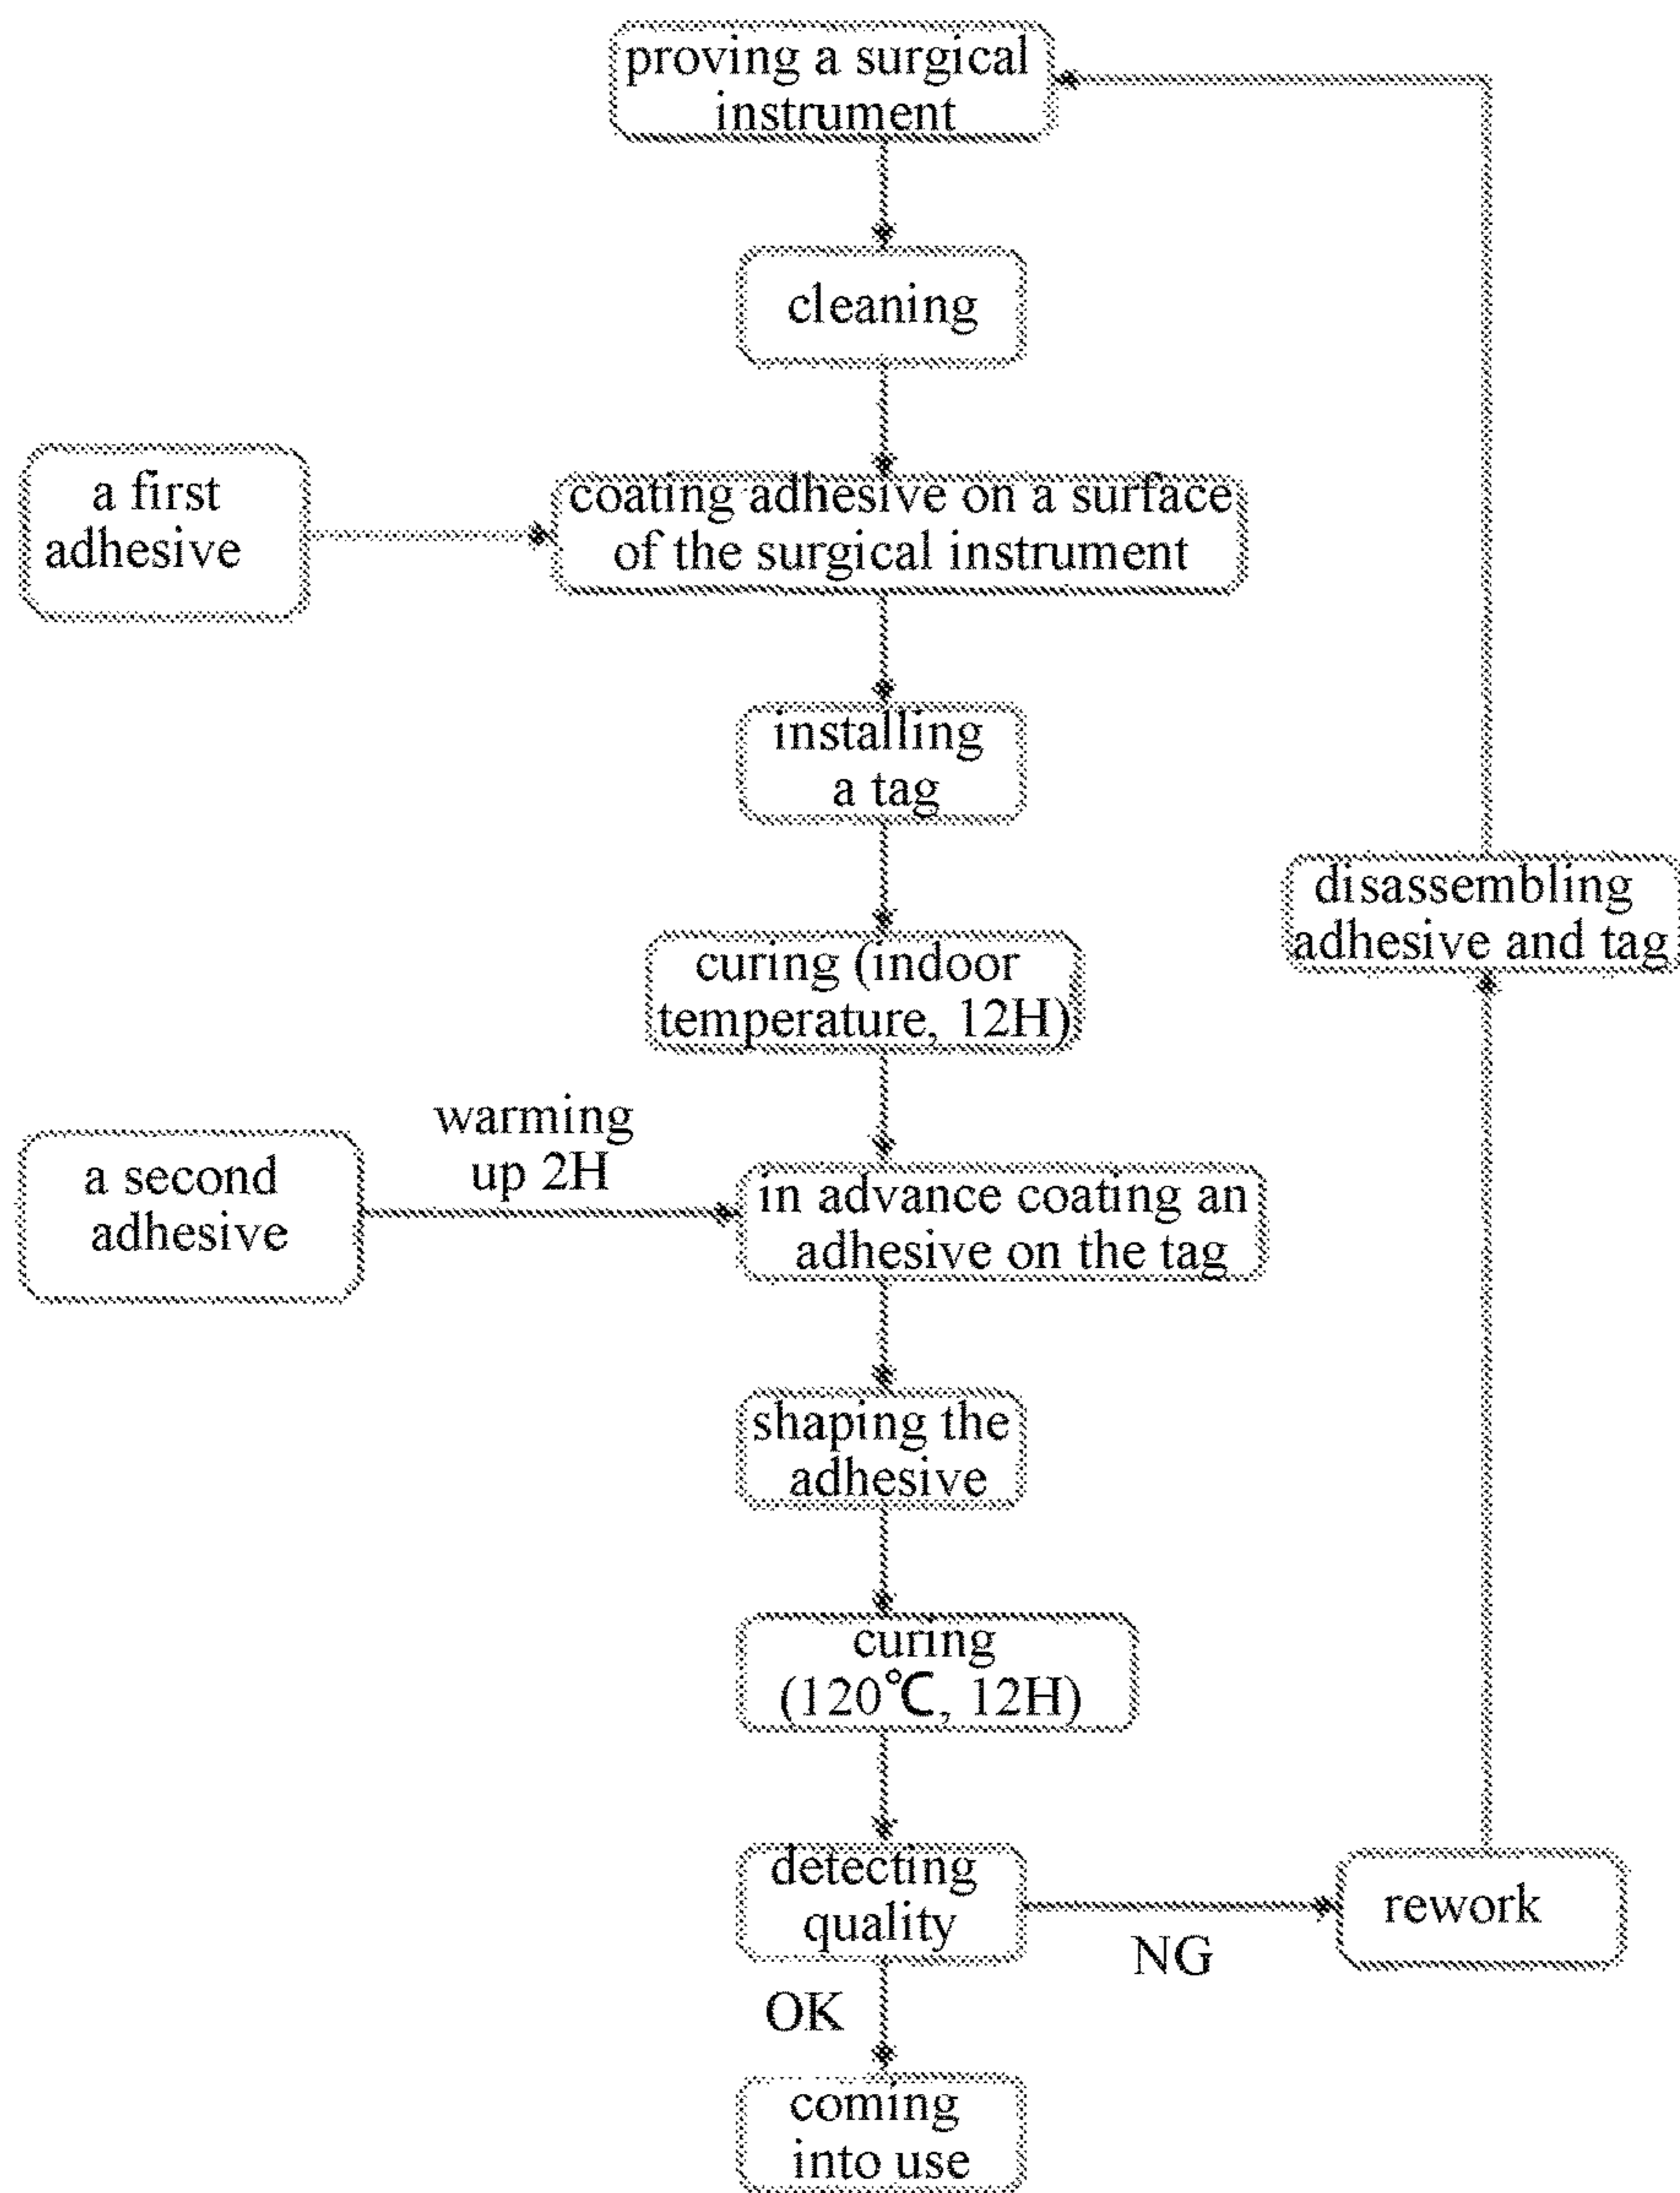 proving a surgical
instrument
cleaning
a first
adhesive
coating adhesive on a surface
of the surgical instrument
installing
a tag
disassembling
adhesive and tag
curing (indoor
temperature, 12H)
warming
up 2H
a second
adhesive
in advance coating an
adhesive on the tag
shaping the
adhesive
curing
(120℃, 12H)
detecting
quality
NG
rework
OK
coming
into use